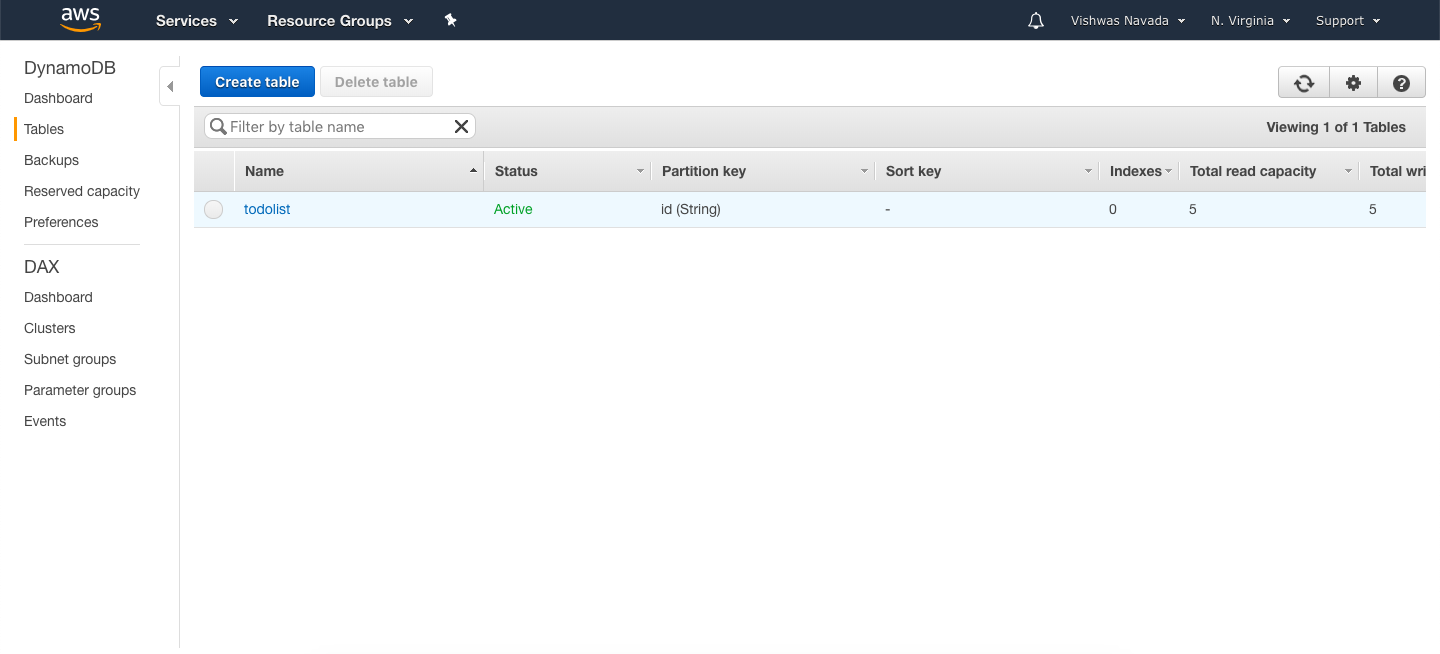 aws Services Resource Groups Vishwas Navada N. Virginia Support
DynamoDB
Dashboard
Tables
Backups
Reserved capacity
Preferences
DAX
Dashboard
Clusters
Subnet groups
Parameter groups
Events
Create table Delete table
Filter by table name Viewing 1 of 1 Tables
Name Status Partition key Sort key Indexes Total read capacity Total wri
todolist Active id (String) - 0 5 5